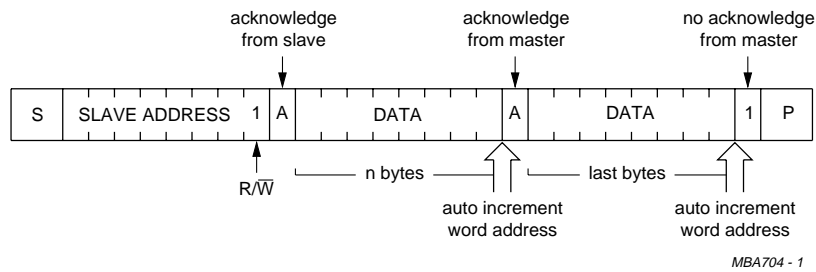 acknowledge
from slave
acknowledge
from master
no acknowledge
from master
S SLAVE ADDRESS 1 A DATA A DATA 1 P
R/W̅
n bytes
last bytes
auto increment
word address
auto increment
word address
MBA704 - 1